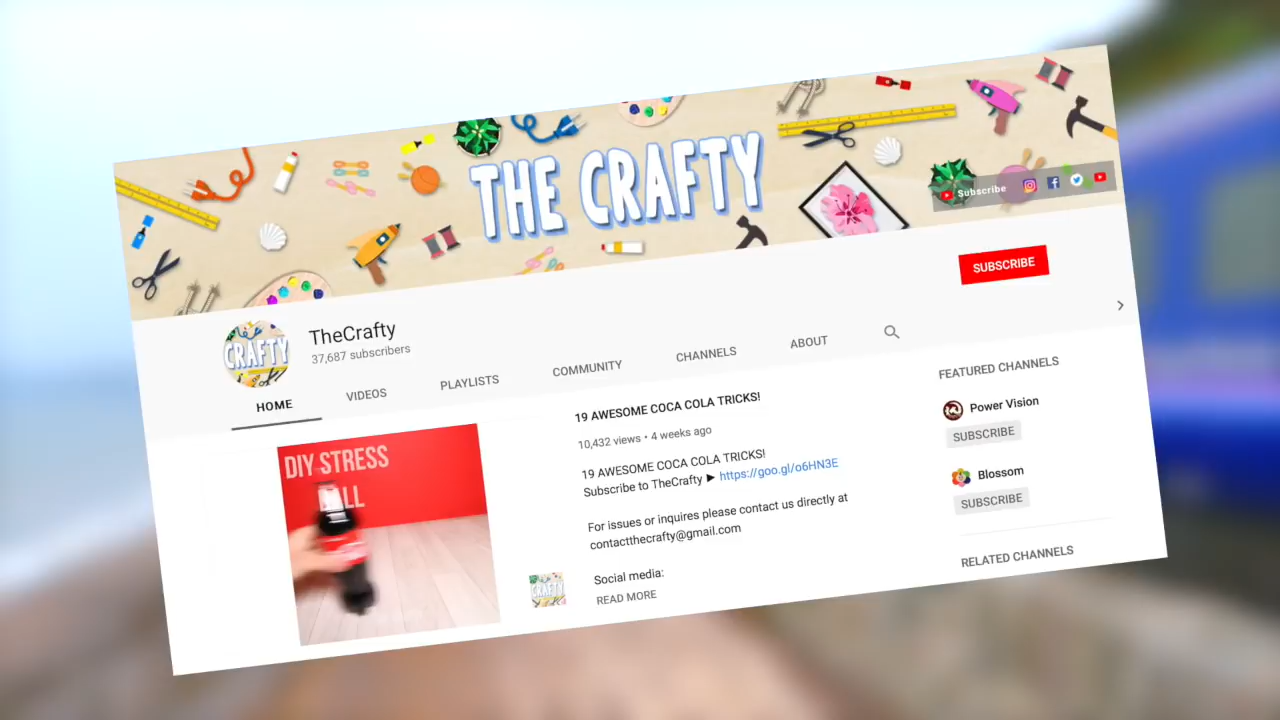 THE CRAFTY
Subscribe
SUBSCRIBE
CRAFTY
TheCrafty
37,687 subscribers
HOME
VIDEOS
PLAYLISTS
COMMUNITY
CHANNELS
ABOUT
DIY STRESS
19 AWESOME COCA COLA TRICKS!
10,432 views • 4 weeks ago
19 AWESOME COCA COLA TRICKS!
Subscribe to TheCrafty ▶ https://goo.gl/o6HN3E
For issues or inquires please contact us directly at
contactthecrafty@gmail.com
CRAFTY
Social media:
READ MORE
FEATURED CHANNELS
Power Vision
SUBSCRIBE
Blossom
SUBSCRIBE
RELATED CHANNELS